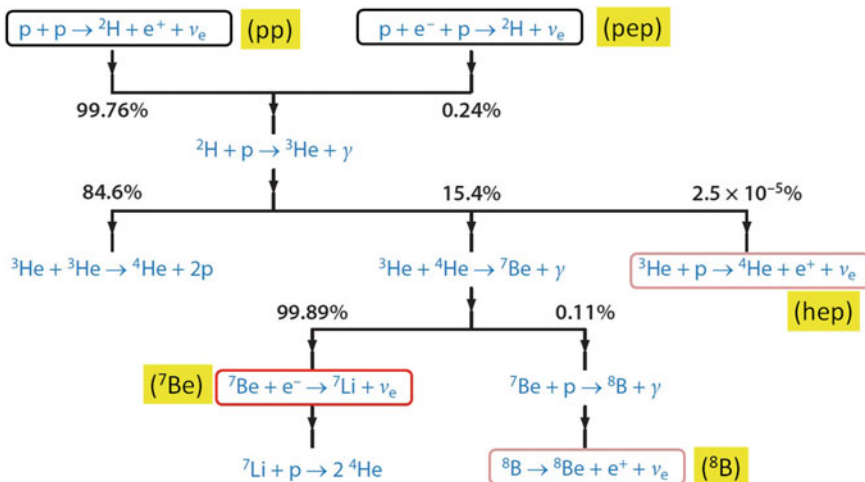 p + p → ²H + e⁺ + νₑ (pp) p + e⁻ + p → ²H + νₑ (pep)
99.76% 0.24%
²H + p → ³He + γ
84.6% 15.4% 2.5 × 10⁻⁵%
³He + ³He → ⁴He + 2p ³He + ⁴He → ⁷Be + γ ³He + p → ⁴He + e⁺ + νₑ
(hep)
99.89% 0.11%
(⁷Be) ⁷Be + e⁻ → ⁷Li + νₑ ⁷Be + p → ⁸B + γ
⁷Li + p → 2 ⁴He ⁸B → ⁸Be + e⁺ + νₑ (⁸B)